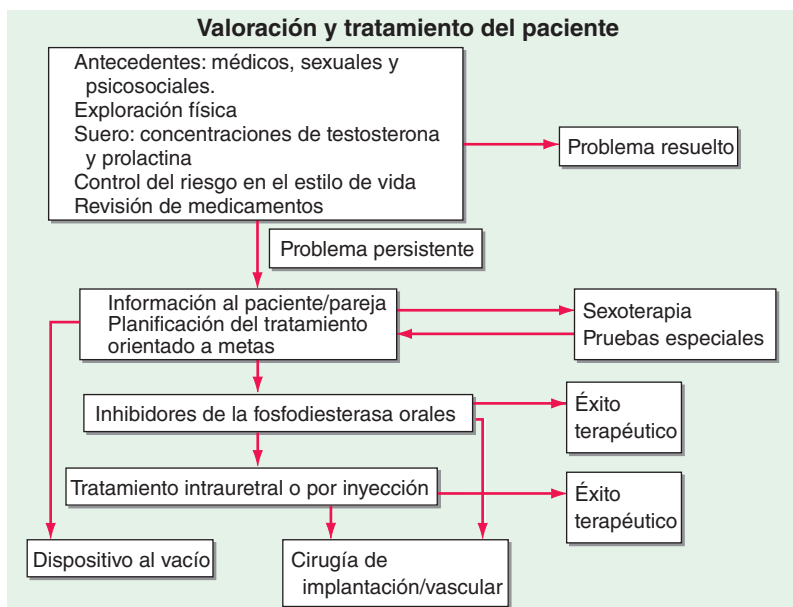 Valoración y tratamiento del paciente
Antecedentes: médicos, sexuales y
psicosociales.
Exploración física
Suero: concentraciones de testosterona
y prolactina
Control del riesgo en el estilo de vida
Revisión de medicamentos
Problema resuelto
Problema persistente
Información al paciente/pareja
Planificación del tratamiento
orientado a metas
Sexoterapia
Pruebas especiales
Inhibidores de la fosfodiesterasa orales
Éxito
terapéutico
Tratamiento intrauretral o por inyección
Éxito
terapéutico
Dispositivo al vacío
Cirugía de
implantación/vascular